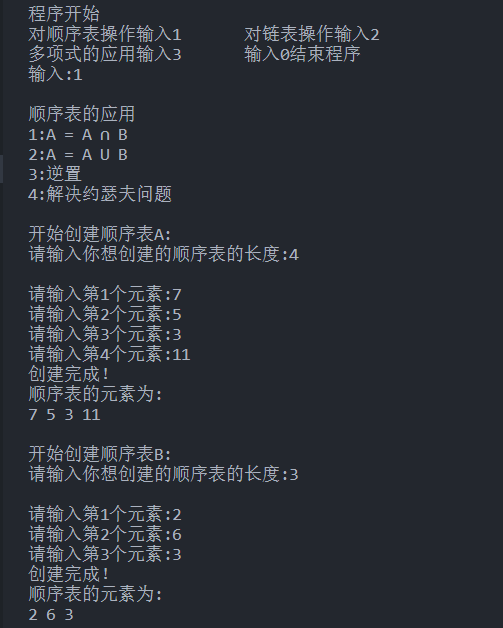 程序开始
对顺序表操作输入1 对链表操作输入2
多项式的应用输入3 输入0结束程序
输入:1
顺序表的应用
1:A = A ∩ B
2:A = A U B
3:逆置
4:解决约瑟夫问题
开始创建顺序表A:
请输入你想创建的顺序表的长度:4
请输入第1个元素:7
请输入第2个元素:5
请输入第3个元素:3
请输入第4个元素:11
创建完成!
顺序表的元素为:
7 5 3 11
开始创建顺序表B:
请输入你想创建的顺序表的长度:3
请输入第1个元素:2
请输入第2个元素:6
请输入第3个元素:3
创建完成!
顺序表的元素为:
2 6 3